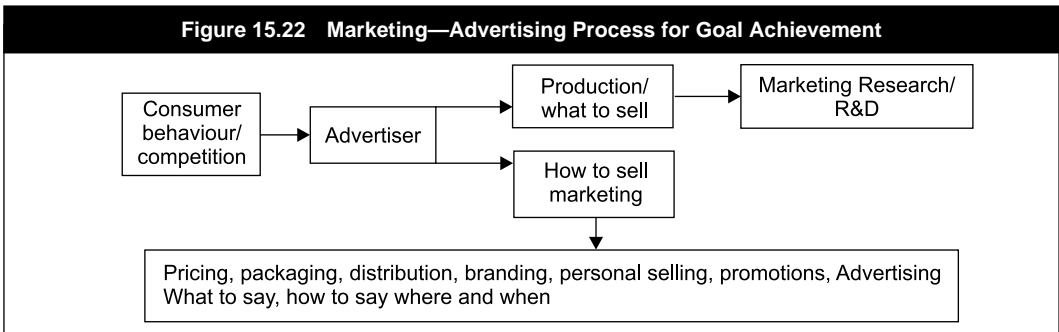 Figure 15.22 Marketing—Advertising Process for Goal Achievement
Consumer
behaviour/
competition
Advertiser
Production/
what to sell
Marketing Research/
R&D
How to sell
marketing
Pricing, packaging, distribution, branding, personal selling, promotions, Advertising
What to say, how to say where and when